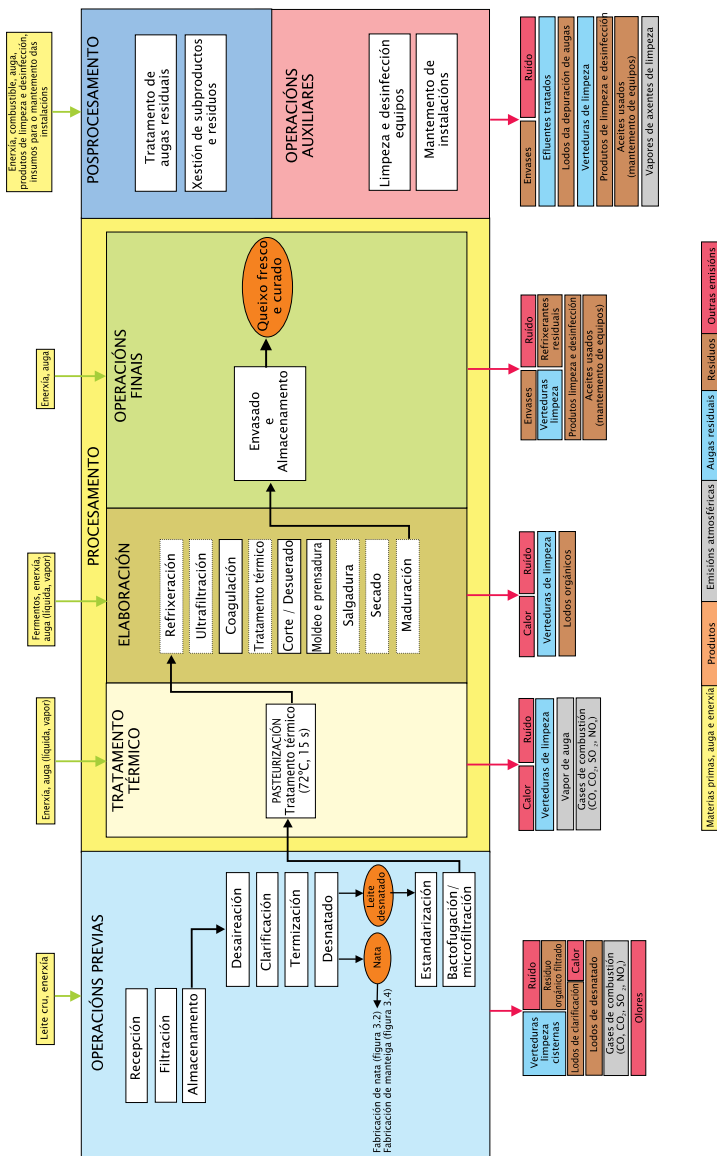 Leite cru, enerxía
Enerxía, auga (líquida, vapor)
Fermentos, enerxía,
auga (líquida, vapor)
Enerxía, auga
Enerxía, combustible, auga,
produtos de limpeza e desinfección,
insumos para o mantemento das
instalacións
OPERACIÓNS PREVIAS
Recepción
Filtración
Almacenamento
Desaireación
Clarificación
Termización
Desnatado
Nata
Leite
desnatado
Fabricación de nata (figura 3.2)
Fabricación de manteiga (figura 3.4)
Estandarización
Bactofugación/
microfiltración
PROCESAMENTO
TRATAMENTO
TÉRMICO
PASTEURIZACIÓN
Tratamento térmico
(72°C, 15 s)
ELABORACIÓN
Refrixeración
Ultrafiltración
Coagulación
Tratamento térmico
Corte / Desuerado
Moldeo e prensadura
Salgadura
Secado
Maduración
OPERACIÓNS
FINAIS
Envasado
e
Almacenamento
Queixo fresco
e curado
POSPROCESAMENTO
Tratamento de
augas residuais
Xestión de subproductos
e residuos
OPERACIÓNS
AUXILIARES
Limpeza e desinfección
equipos
Mantemento de
instalacións
Verteduras
limpeza
cisternas
Ruído
Residuo
orgánico filtrado
Lodos de clarificación
Calor
Lodos de desnatado
Gases de combustión
(CO, CO₂, SO ₂, NOₓ)
Olores
Calor
Ruído
Verteduras de limpeza
Vapor de auga
Gases de combustión
(CO, CO₂, SO ₂, NOₓ)
Calor
Ruído
Verteduras de limpeza
Lodos orgánicos
Envases
Ruído
Verteduras
limpeza
Refrixerantes
residuais
Produtos limpeza e desinfección
Aceites usados
(mantemento de equipos)
Envases
Ruído
Efluentes tratados
Lodos da depuración de augas
Verteduras de limpeza
Produtos de limpeza e desinfección
Aceites usados
(mantemento de equipos)
Vapores de axentes de limpeza
Materias primas, auga e enerxía
Produtos
Emisións atmosféricas
Augas residuais
Residuos
Outras emisións